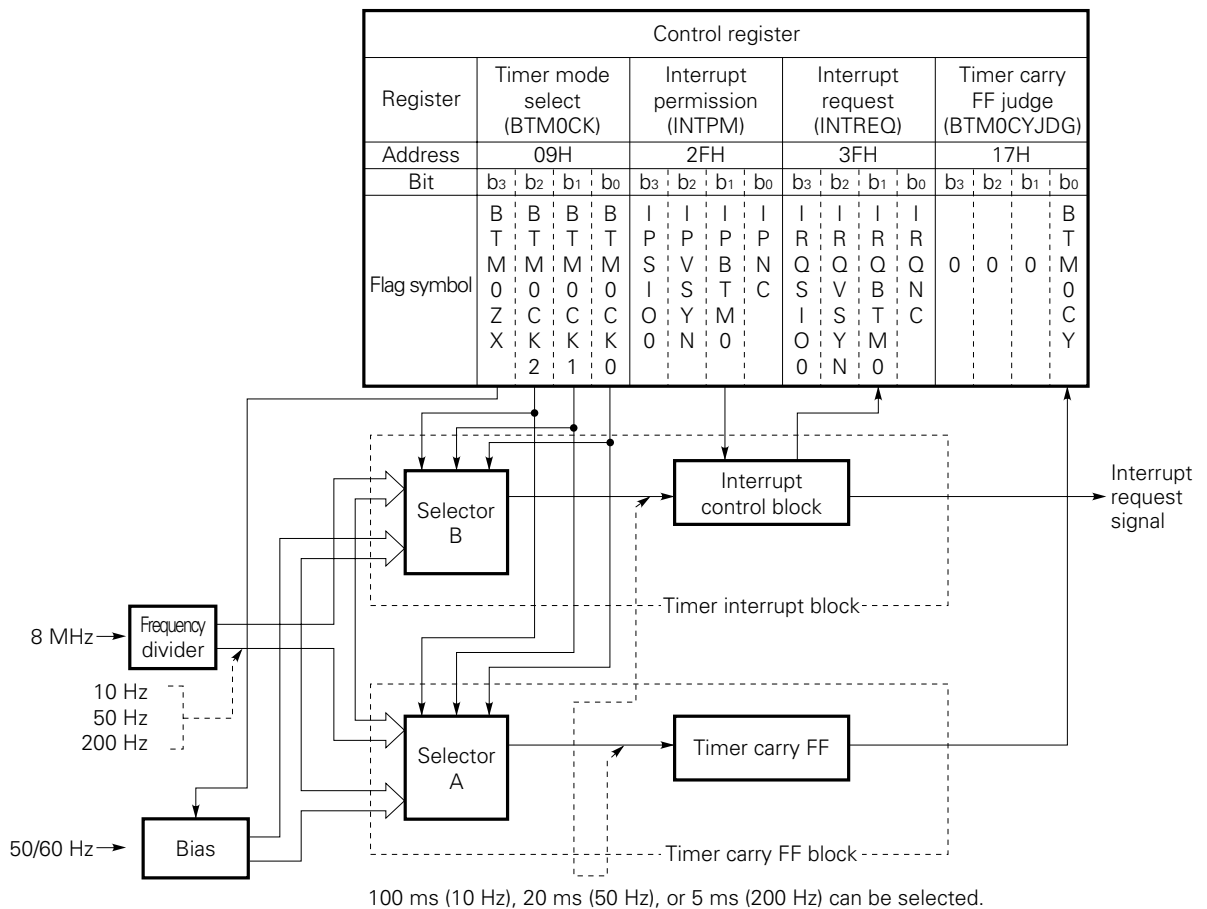 Control register
Register
Timer mode
select
(BTM0CK)
Interrupt
permission
(INTPM)
Interrupt
request
(INTREQ)
Timer carry
FF judge
(BTM0CYJDG)
Address 09H 2FH 3FH 17H
Bit b3 b2 b1 b0 b3 b2 b1 b0 b3 b2 b1 b0 b3 b2 b1 b0
Flag symbol
BTM0ZX
BTM0CK2
BTM0CK1
BTM0CK0
IPSIO0
IPVSYN
IPBTM0
IPNC
IRQSIO0
IRQVSYN
IRQBTM0
IRQNC
0 0 0
BTM0CY
Selector
B
Interrupt
control block
Interrupt
request
signal
Timer interrupt block
8 MHz
Frequency
divider
10 Hz
50 Hz
200 Hz
Selector
A
Timer carry FF
50/60 Hz
Bias
Timer carry FF block
100 ms (10 Hz), 20 ms (50 Hz), or 5 ms (200 Hz) can be selected.